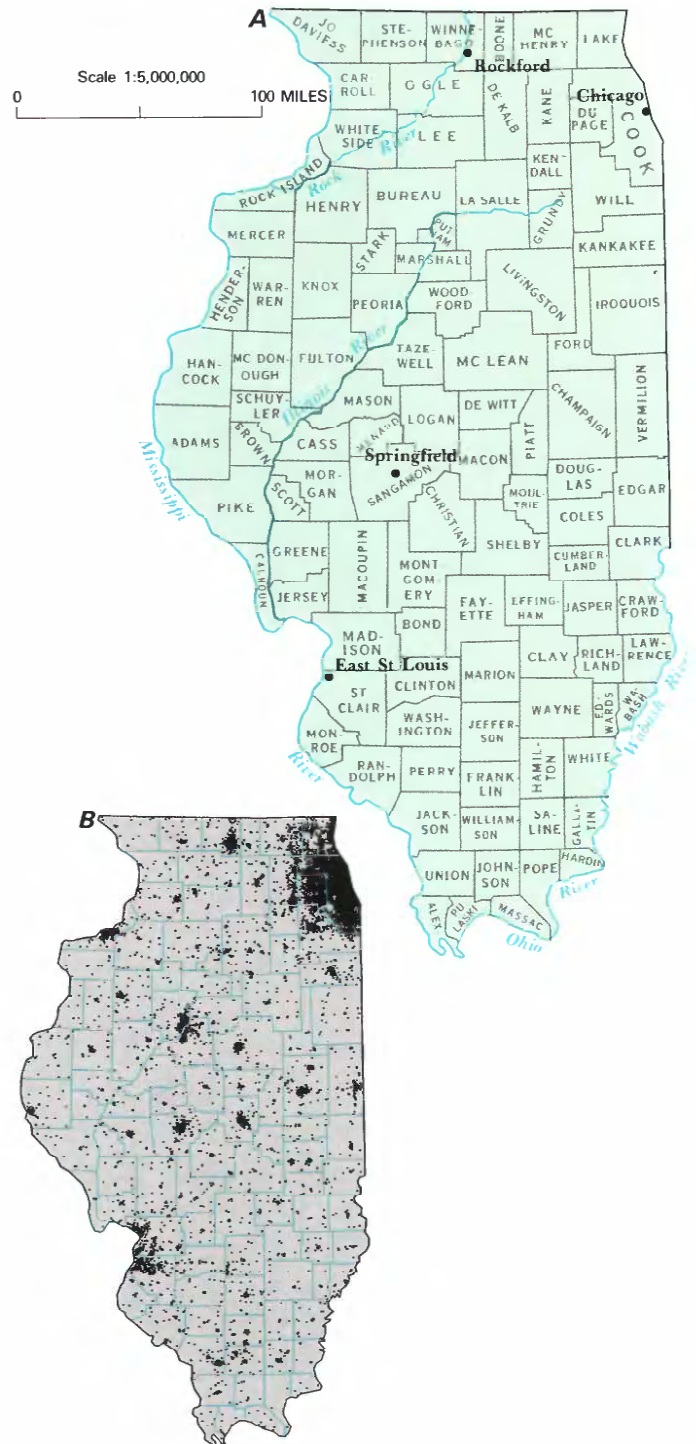 A
JO
DAVIESS
STE-
PHENSON
WINNE-
BAGO
BOONE
MC
HENRY
LAKE
Rockford
Scale 1:5,000,000
0 100 MILES
CAR-
ROLL
OGLE
DE KALB
KANE
Chicago
DU
PAGE
COOK
WHITE
SIDE
LEE
River
Rock
ROCK ISLAND
KEN-
DALL
HENRY
BUREAU
LA SALLE
GRUNDY
WILL
MERCER
STARK
PUT
NAM
MARSHALL
KANKAKEE
HENDER-
SON
WAR-
REN
KNOX
PEORIA
WOOD-
FORD
LIVINGSTON
FORD
IROQUOIS
HAN-
COCK
MC DON-
OUGH
FULTON
River
Illinois
TAZE-
WELL
MC LEAN
SCHUY-
LER
MASON
LOGAN
DE WITT
CHAMPAIGN
VERMILION
ADAMS
BROWN
CASS
MENARD
Springfield
MACON
PIATT
Mississippi
PIKE
SCOTT
MOR-
GAN
SANGAMON
CHRISTIAN
MOUL-
TRIE
DOUG-
LAS
EDGAR
COLES
CALHOUN
GREENE
MACOUPIN
SHELBY
CUMBER-
LAND
CLARK
JERSEY
MONT
GOM-
ERY
FAY-
ETTE
EFFING-
HAM
JASPER
CRAW-
FORD
MAD-
ISON
BOND
East St Louis
CLINTON
MARION
CLAY
RICH-
LAND
LAW-
RENCE
ST
CLAIR
WASH-
INGTON
JEFFER-
SON
WAYNE
ED-
WARDS
WA-
BASH
Wabash River
MON-
ROE
River
RAN-
DOLPH
PERRY
FRANK-
LIN
HAMIL-
TON
WHITE
B
JACK-
SON
WILLIAM-
SON
SA-
LINE
GALLA-
TIN
UNION
JOHN-
SON
POPE
HARDIN
River
ALEX
PU
LASKI
MASSAC
Ohio